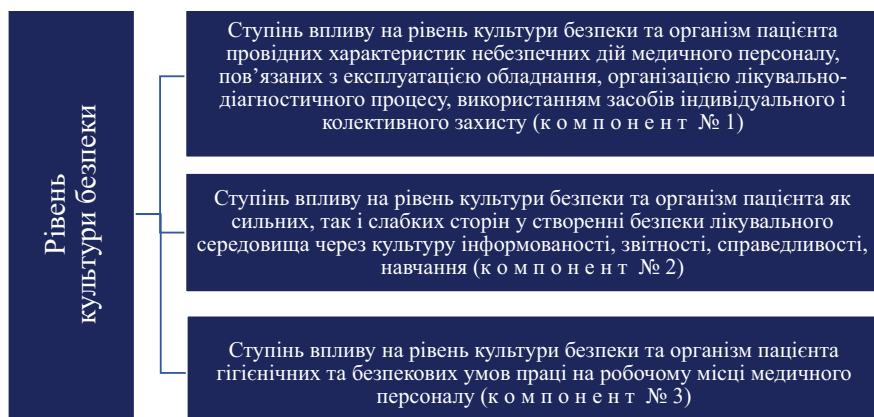 Рівень
культури безпеки
Ступінь впливу на рівень культури безпеки та організм пацієнта
провідних характеристик небезпечних дій медичного персоналу,
пов’язаних з експлуатацією обладнання, організацією лікувально-
діагностичного процесу, використанням засобів індивідуального і
колективного захисту (к о м п о н е н т № 1)
Ступінь впливу на рівень культури безпеки та організм пацієнта як
сильних, так і слабких сторін у створенні безпеки лікувального
середовища через культуру інформованості, звітності, справедливості,
навчання (к о м п о н е н т № 2)
Ступінь впливу на рівень культури безпеки та організм пацієнта
гігієнічних та безпекових умов праці на робочому місці медичного
персоналу (к о м п о н е н т № 3)